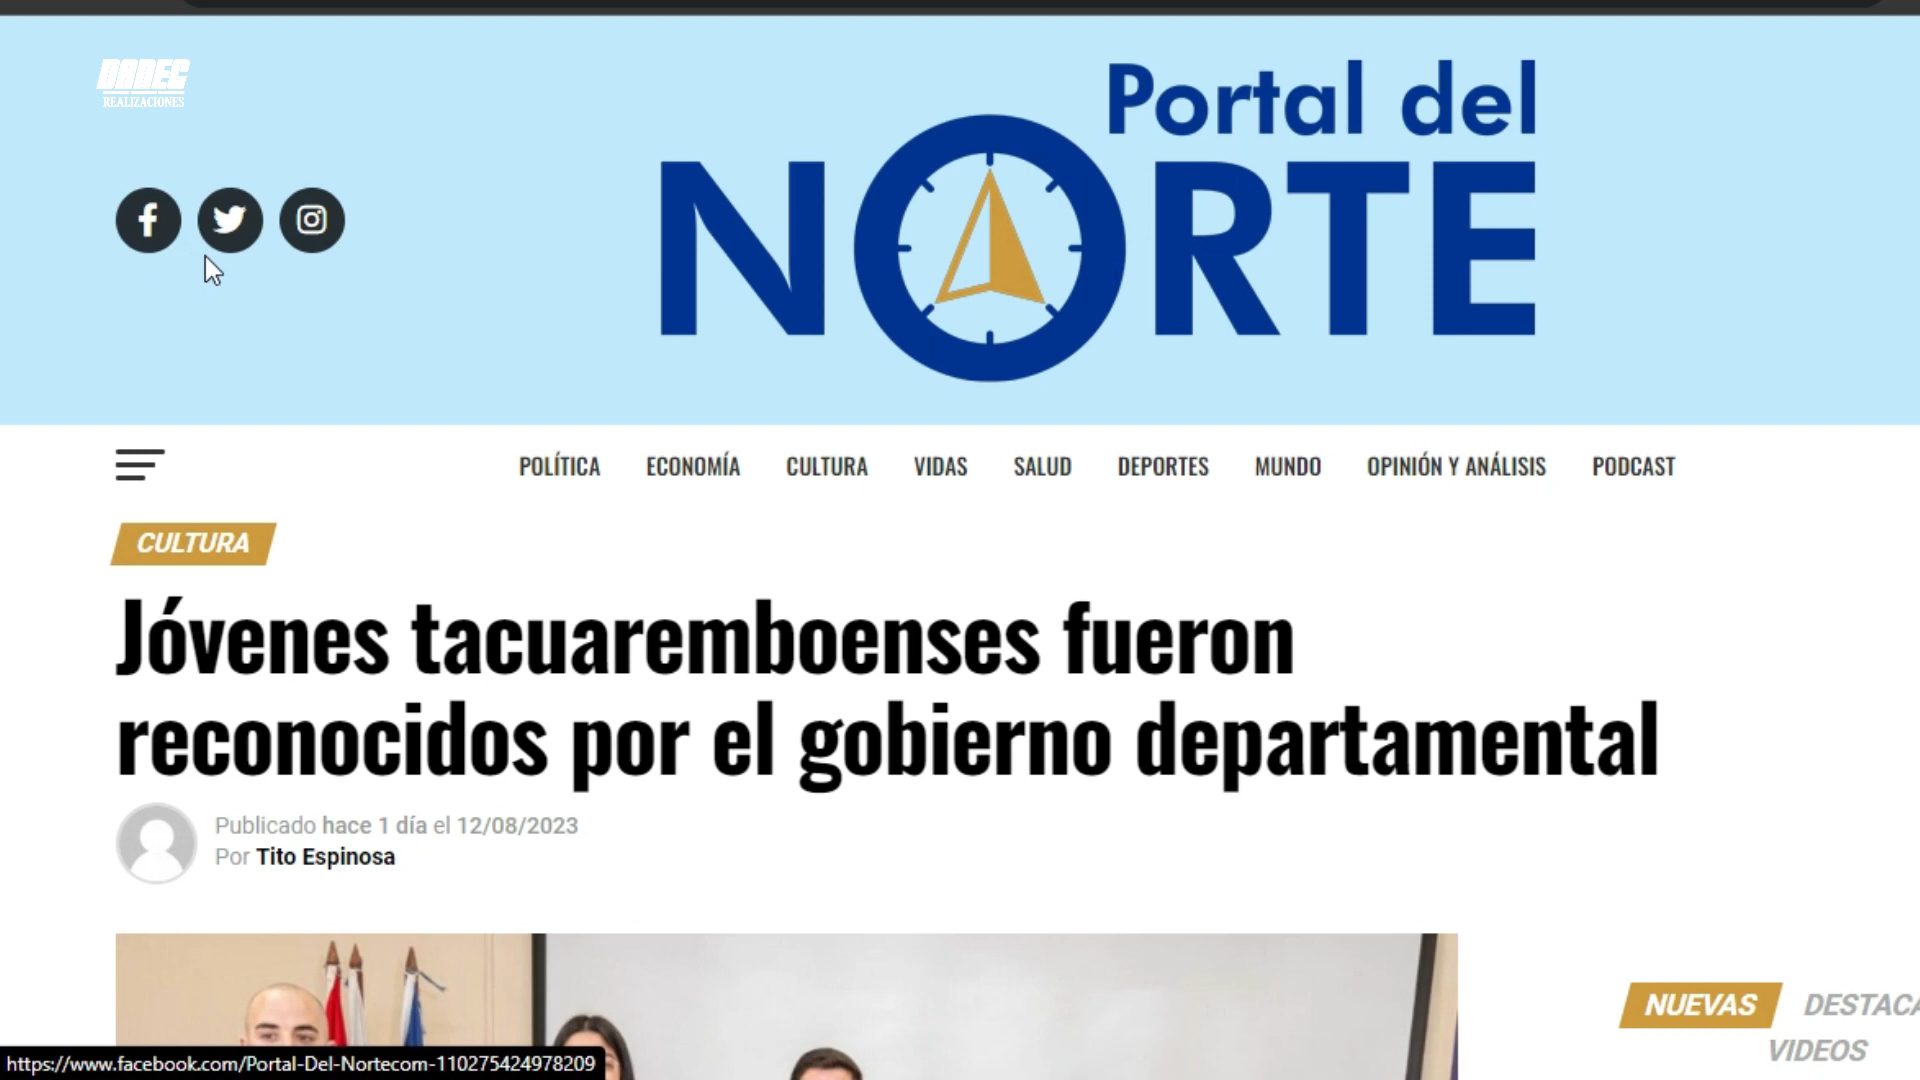 DADEC
REALIZACIONES
Portal del
NORTE
POLÍTICA ECONOMÍA CULTURA VIDAS SALUD DEPORTES MUNDO OPINIÓN Y ANÁLISIS PODCAST
CULTURA
Jóvenes tacuaremboenses fueron
reconocidos por el gobierno departamental
Publicado hace 1 día el 12/08/2023
Por Tito Espinosa
NUEVAS DESTACA
VIDEOS
https://www.facebook.com/Portal-Del-Nortecom-110275424978209